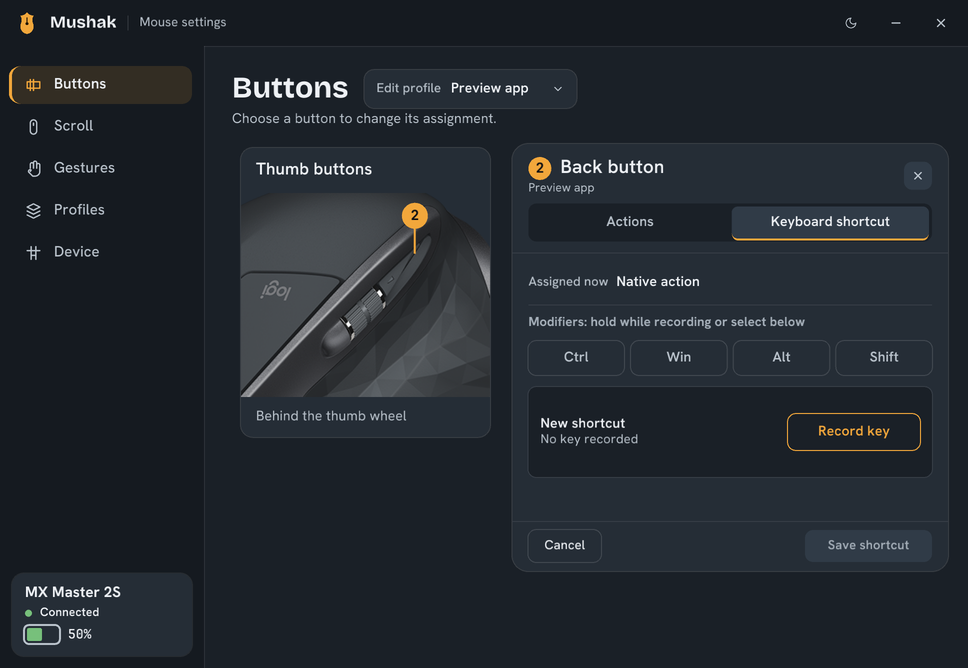 Mushak
Mouse settings
Buttons
Scroll
Gestures
Profiles
Device
MX Master 2S
Connected
50%
Buttons
Edit profile Preview app
Choose a button to change its assignment.
Thumb buttons
2
logi
Behind the thumb wheel
2 Back button
Preview app
Actions
Keyboard shortcut
Assigned now Native action
Modifiers: hold while recording or select below
Ctrl
Win
Alt
Shift
New shortcut
No key recorded
Record key
Cancel
Save shortcut